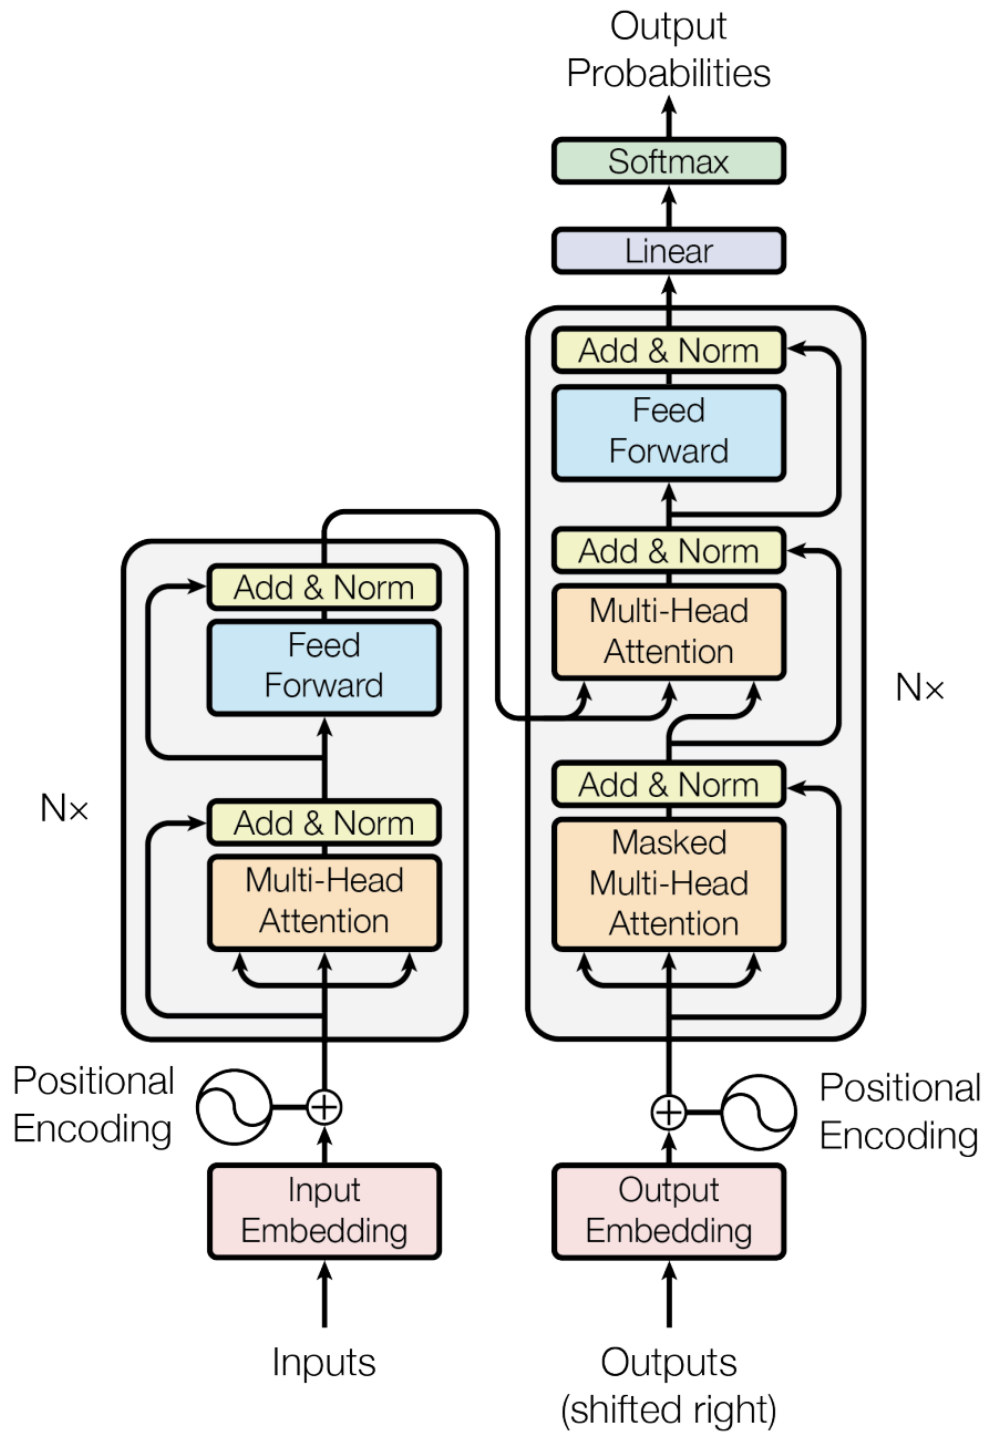 Output
Probabilities
Softmax
Linear
Add & Norm
Feed
Forward
Add & Norm
Multi-Head
Attention
Add & Norm
Masked
Multi-Head
Attention
N×
Add & Norm
Feed
Forward
Add & Norm
Multi-Head
Attention
N×
Positional
Encoding
Positional
Encoding
Input
Embedding
Output
Embedding
Inputs
Outputs
(shifted right)